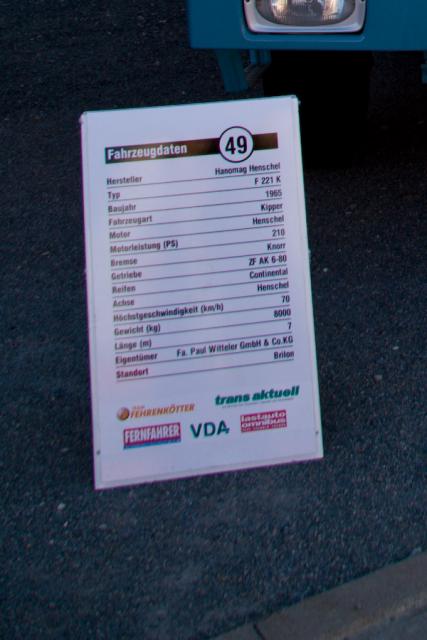 Fahrzeugdaten 49
Hersteller Hanomag Henschel
Typ F 221 K
Baujahr 1965
Fahrzeugart Kipper
Motor Henschel
Motorleistung (PS) 210
Bremse Knorr
Getriebe ZF AK 6-80
Reifen Continental
Achse Henschel
Höchstgeschwindigkeit (km/h) 70
Gewicht (kg) 8000
Länge (m) 7
Eigentümer Fa. Paul Witteler GmbH & Co.KG
Standort Brilon
trans aktuell
TEAM FEHRENKÖTTER
lastauto omnibus
FERNFAHRER VDA